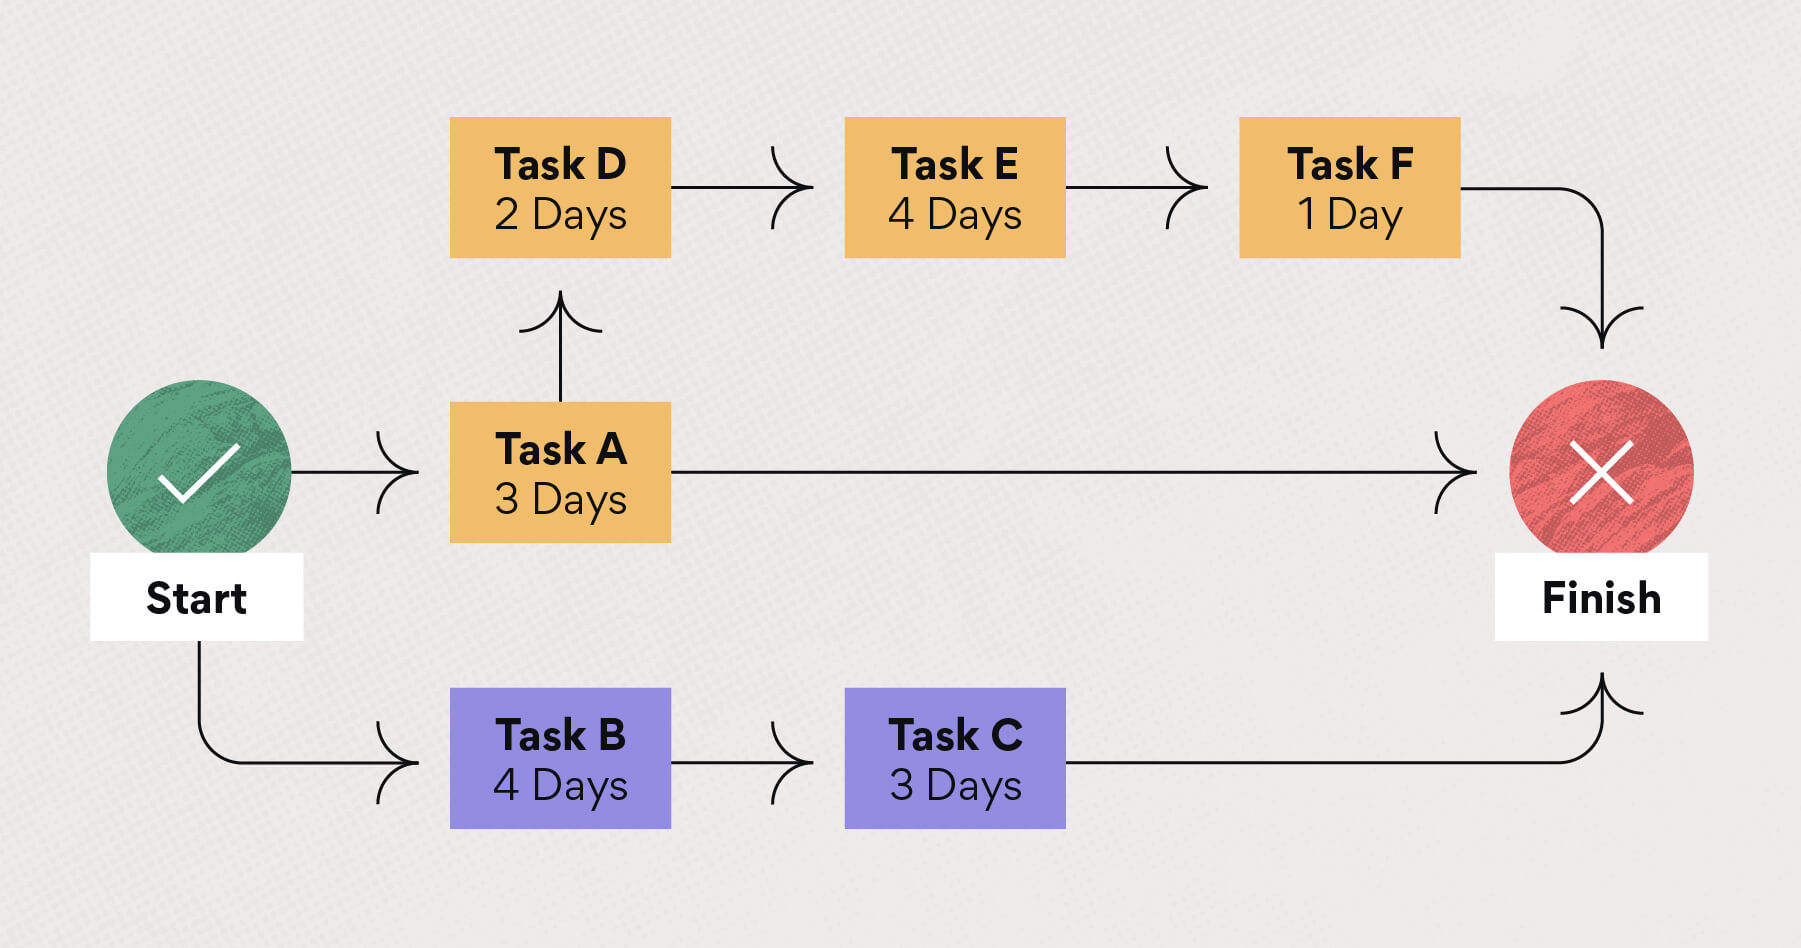 Task D
2 Days
Task E
4 Days
Task F
1 Day
Task A
3 Days
Start
Finish
Task B
4 Days
Task C
3 Days